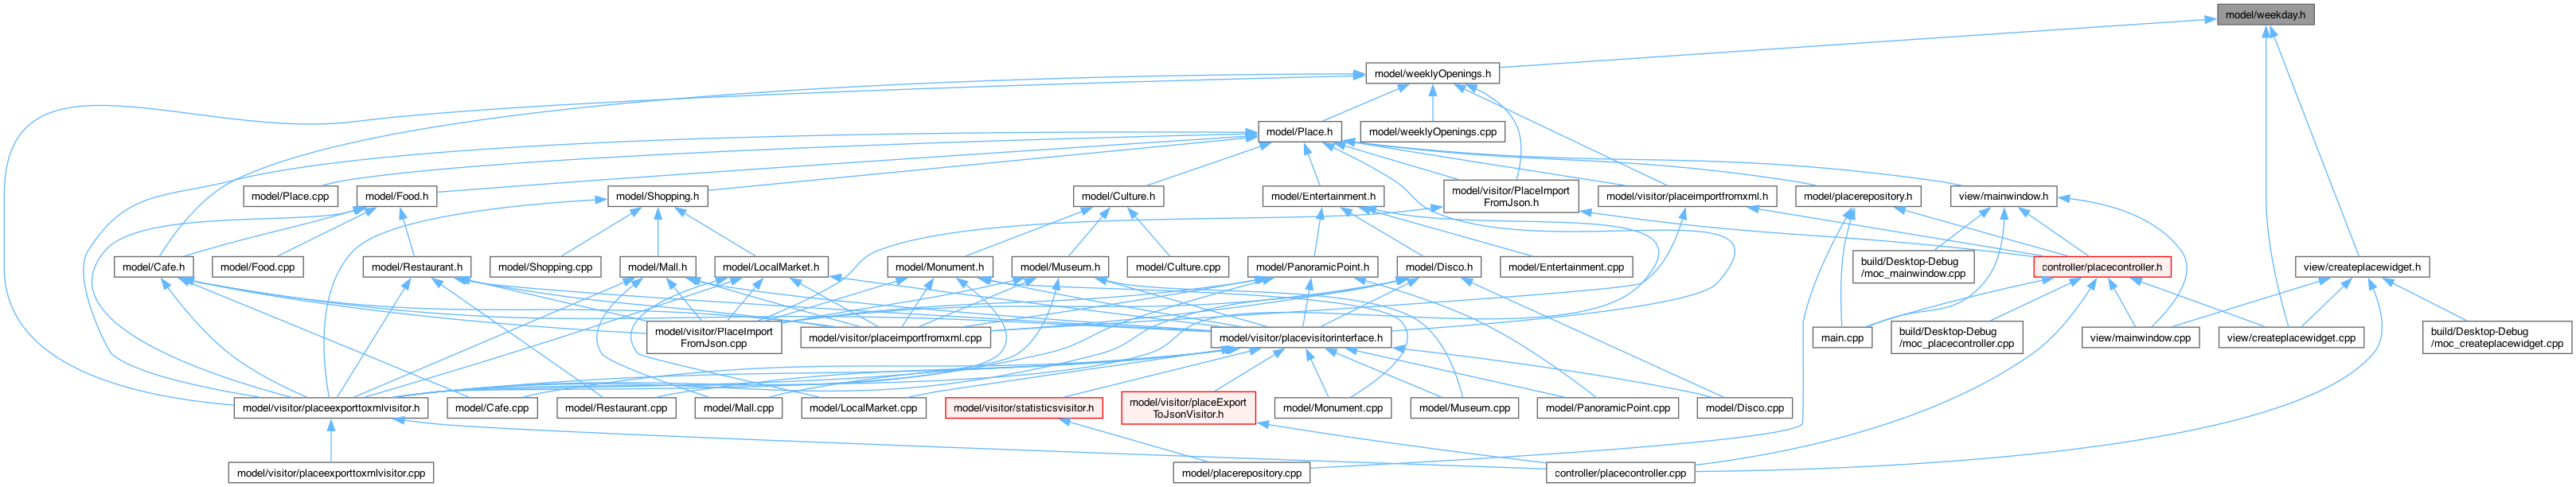 model/weekday.h
model/weeklyOpenings.h
model/Place.h
model/weeklyOpenings.cpp
model/Place.cpp
model/Food.h
model/Shopping.h
model/Culture.h
model/Entertainment.h
model/visitor/PlaceImport
FromJson.h
model/visitor/placeimportfromxml.h
model/placerepository.h
view/mainwindow.h
model/Cafe.h
model/Food.cpp
model/Restaurant.h
model/Shopping.cpp
model/Mall.h
model/LocalMarket.h
model/Monument.h
model/Museum.h
model/Culture.cpp
model/PanoramicPoint.h
model/Disco.h
model/Entertainment.cpp
build/Desktop-Debug
/moc_mainwindow.cpp
controller/placecontroller.h
view/createplacewidget.h
model/visitor/PlaceImport
FromJson.cpp
model/visitor/placeimportfromxml.cpp
model/visitor/placevisitorinterface.h
main.cpp
build/Desktop-Debug
/moc_placecontroller.cpp
view/mainwindow.cpp
view/createplacewidget.cpp
build/Desktop-Debug
/moc_createplacewidget.cpp
model/visitor/placeexporttoxmlvisitor.h
model/Cafe.cpp
model/Restaurant.cpp
model/Mall.cpp
model/LocalMarket.cpp
model/visitor/statisticsvisitor.h
model/visitor/placeExport
ToJsonVisitor.h
model/Monument.cpp
model/Museum.cpp
model/PanoramicPoint.cpp
model/Disco.cpp
model/visitor/placeexporttoxmlvisitor.cpp
model/placerepository.cpp
controller/placecontroller.cpp